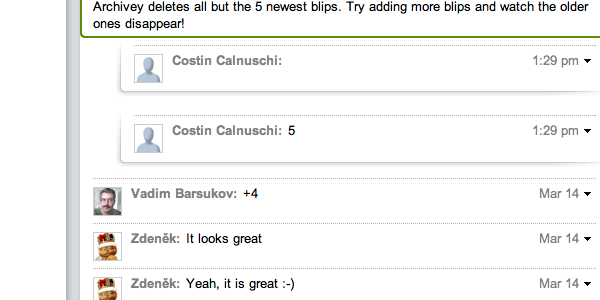 Archivey deletes all but the 5 newest blips. Try adding more blips and watch the older
ones disappear!
Costin Calnuschi: 1:29 pm
Costin Calnuschi: 5 1:29 pm
Vadim Barsukov: +4 Mar 14
Zdeněk: It looks great Mar 14
Zdeněk: Yeah, it is great :-) Mar 14